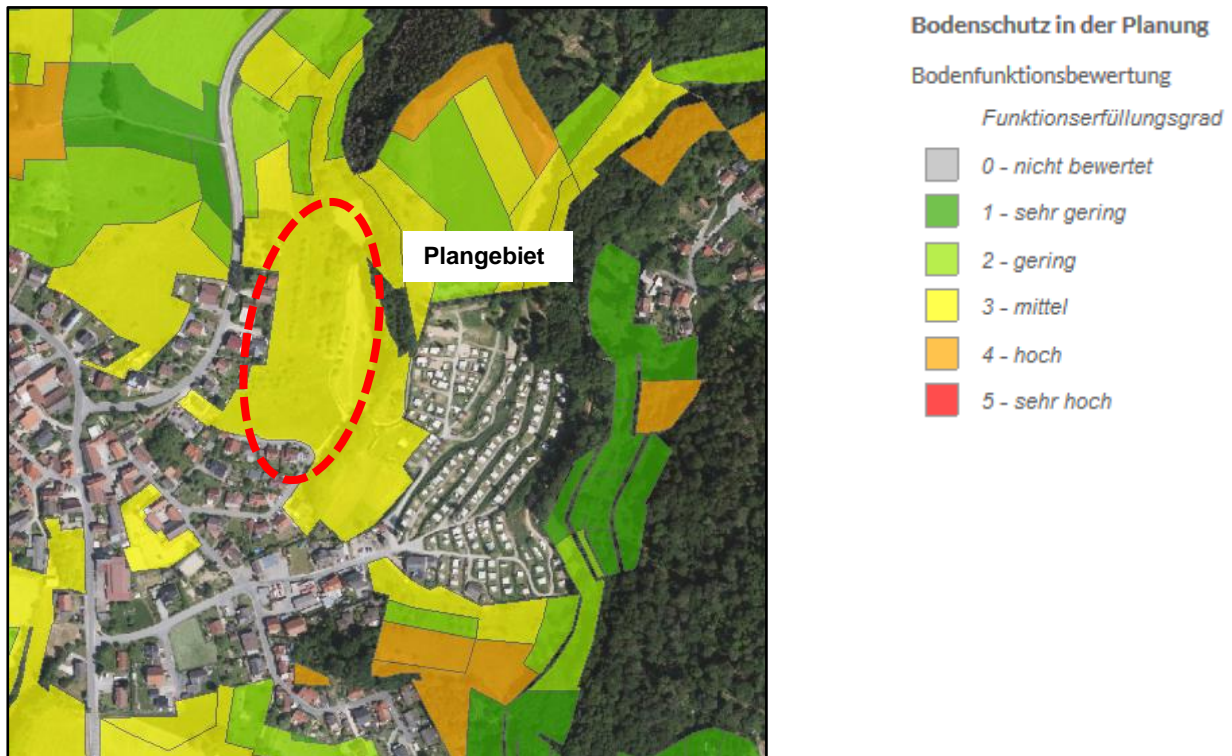 Plangebiet
Bodenschutz in der Planung
Bodenfunktionsbewertung
Funktionserfüllungsgrad
0 - nicht bewertet
1 - sehr gering
2 - gering
3 - mittel
4 - hoch
5 - sehr hoch